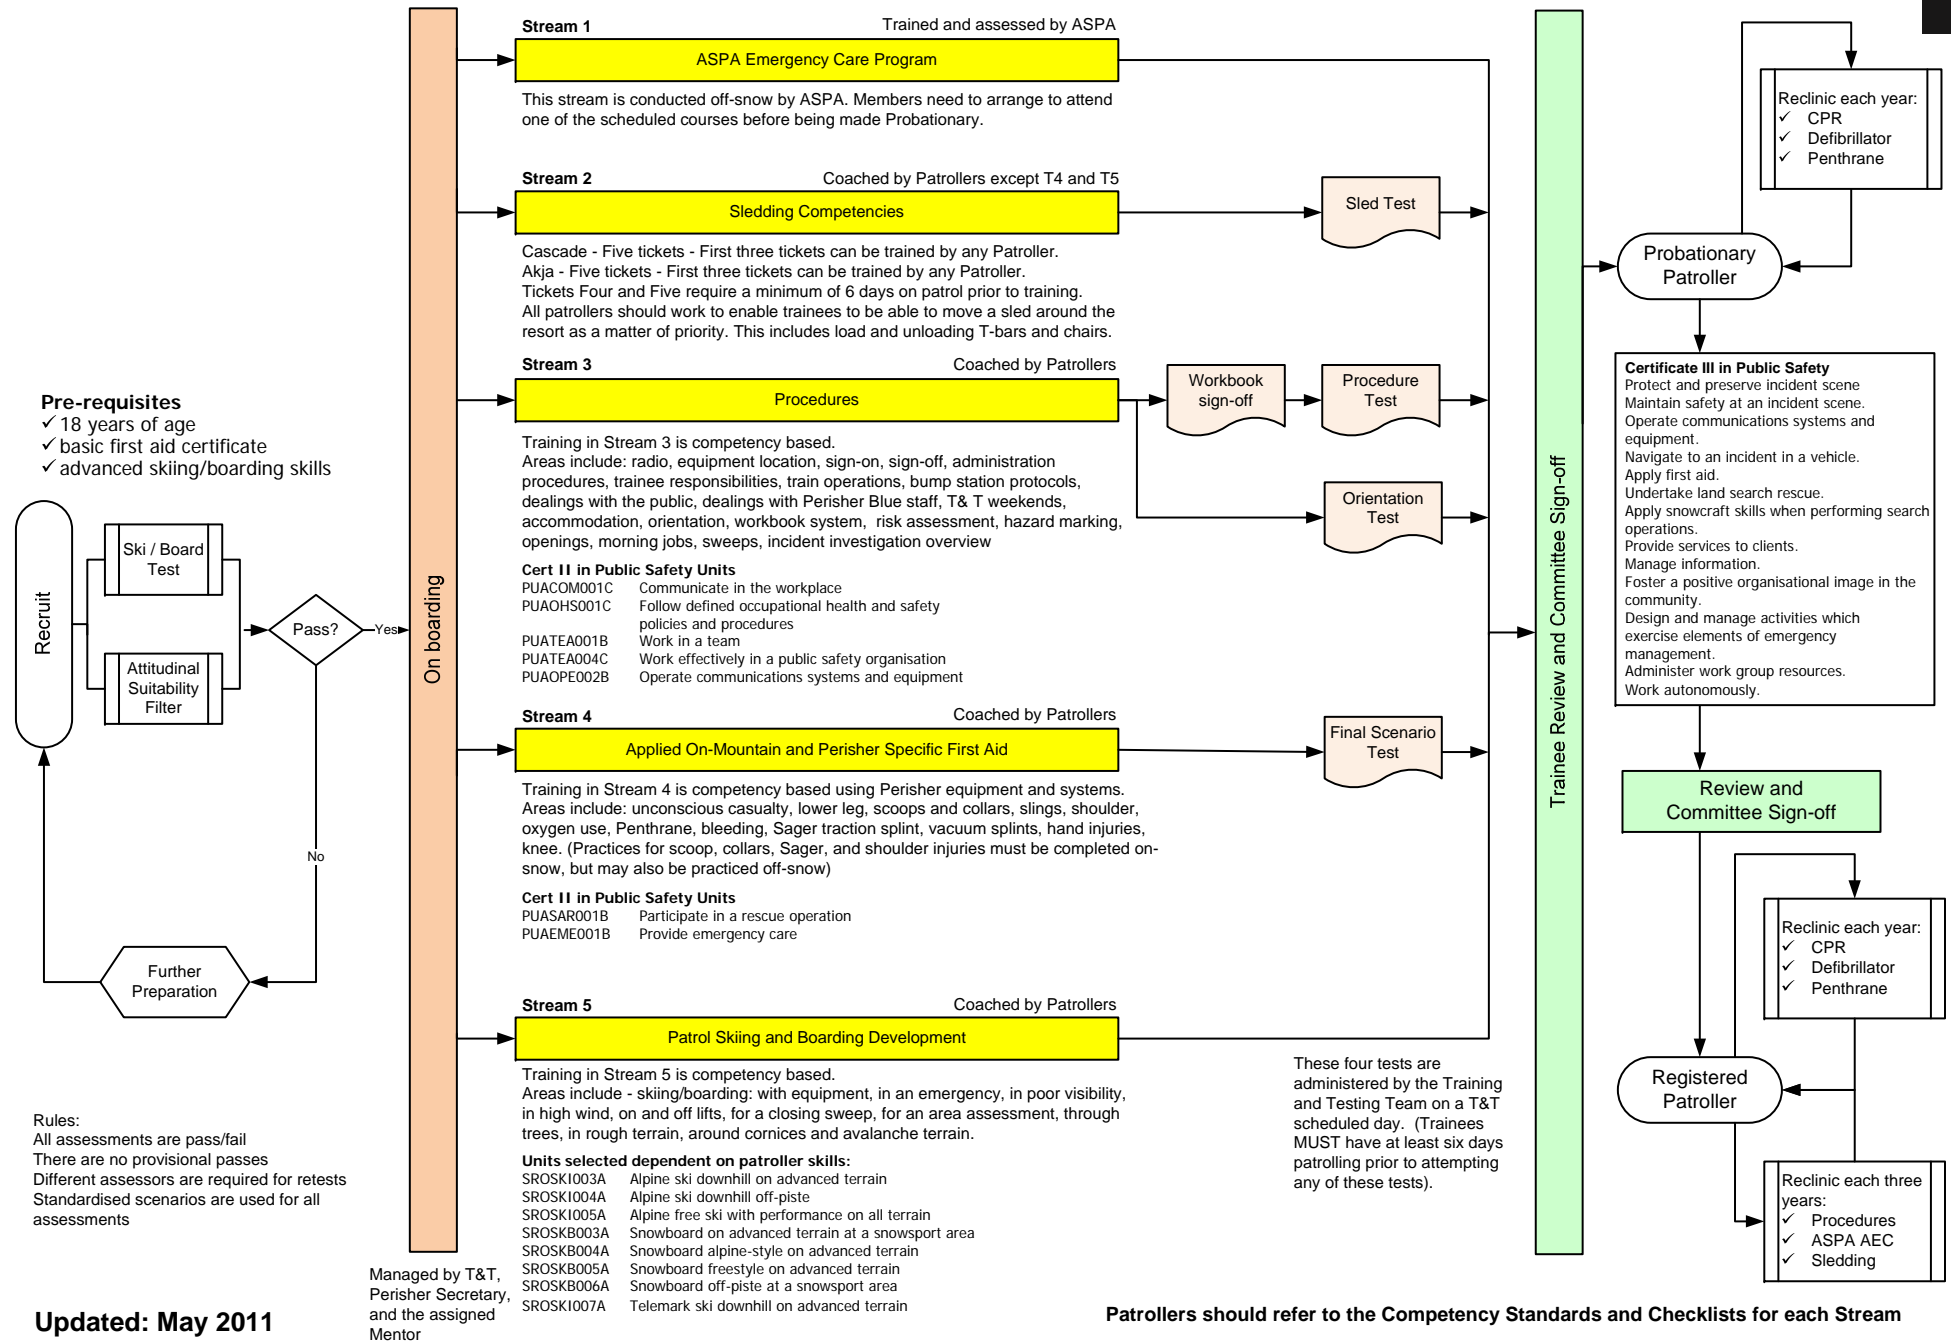 Pre-requisites
✓ 18 years of age
✓ basic first aid certificate
✓ advanced skiing/boarding skills
Recruit
Ski / Board
Test
Attitudinal
Suitability
Filter
Pass?
Yes
No
Further
Preparation
Rules:
All assessments are pass/fail
There are no provisional passes
Different assessors are required for retests
Standardised scenarios are used for all
assessments
Updated: May 2011
On boarding
Managed by T&T,
Perisher Secretary,
and the assigned
Mentor
Stream 1 Trained and assessed by ASPA
ASPA Emergency Care Program
This stream is conducted off-snow by ASPA. Members need to arrange to attend
one of the scheduled courses before being made Probationary.
Stream 2 Coached by Patrollers except T4 and T5
Sledding Competencies
Cascade - Five tickets - First three tickets can be trained by any Patroller.
Akja - Five tickets - First three tickets can be trained by any Patroller.
Tickets Four and Five require a minimum of 6 days on patrol prior to training.
All patrollers should work to enable trainees to be able to move a sled around the
resort as a matter of priority. This includes load and unloading T-bars and chairs.
Sled Test
Stream 3 Coached by Patrollers
Procedures
Training in Stream 3 is competency based.
Areas include: radio, equipment location, sign-on, sign-off, administration
procedures, trainee responsibilities, train operations, bump station protocols,
dealings with the public, dealings with Perisher Blue staff, T& T weekends,
accommodation, orientation, workbook system, risk assessment, hazard marking,
openings, morning jobs, sweeps, incident investigation overview
Cert II in Public Safety Units
PUACOM001C Communicate in the workplace
PUAOHS001C Follow defined occupational health and safety
policies and procedures
PUATEA001B Work in a team
PUATEA004C Work effectively in a public safety organisation
PUAOPE002B Operate communications systems and equipment
Workbook
sign-off
Procedure
Test
Orientation
Test
Stream 4 Coached by Patrollers
Applied On-Mountain and Perisher Specific First Aid
Training in Stream 4 is competency based using Perisher equipment and systems.
Areas include: unconscious casualty, lower leg, scoops and collars, slings, shoulder,
oxygen use, Penthrane, bleeding, Sager traction splint, vacuum splints, hand injuries,
knee. (Practices for scoop, collars, Sager, and shoulder injuries must be completed on-
snow, but may also be practiced off-snow)
Cert II in Public Safety Units
PUASAR001B Participate in a rescue operation
PUAEME001B Provide emergency care
Final Scenario
Test
Stream 5 Coached by Patrollers
Patrol Skiing and Boarding Development
Training in Stream 5 is competency based.
Areas include - skiing/boarding: with equipment, in an emergency, in poor visibility,
in high wind, on and off lifts, for a closing sweep, for an area assessment, through
trees, in rough terrain, around cornices and avalanche terrain.
Units selected dependent on patroller skills:
SROSKI003A Alpine ski downhill on advanced terrain
SROSKI004A Alpine ski downhill off-piste
SROSKI005A Alpine free ski with performance on all terrain
SROSKB003A Snowboard on advanced terrain at a snowsport area
SROSKB004A Snowboard alpine-style on advanced terrain
SROSKB005A Snowboard freestyle on advanced terrain
SROSKB006A Snowboard off-piste at a snowsport area
SROSKI007A Telemark ski downhill on advanced terrain
These four tests are
administered by the Training
and Testing Team on a T&T
scheduled day. (Trainees
MUST have at least six days
patrolling prior to attempting
any of these tests).
Trainee Review and Committee Sign-off
Reclinic each year:
✓ CPR
✓ Defibrillator
✓ Penthrane
Probationary
Patroller
Certificate III in Public Safety
Protect and preserve incident scene
Maintain safety at an incident scene.
Operate communications systems and
equipment.
Navigate to an incident in a vehicle.
Apply first aid.
Undertake land search rescue.
Apply snowcraft skills when performing search
operations.
Provide services to clients.
Manage information.
Foster a positive organisational image in the
community.
Design and manage activities which
exercise elements of emergency
management.
Administer work group resources.
Work autonomously.
Review and
Committee Sign-off
Reclinic each year:
✓ CPR
✓ Defibrillator
✓ Penthrane
Registered
Patroller
Reclinic each three
years:
✓ Procedures
✓ ASPA AEC
✓ Sledding
Patrollers should refer to the Competency Standards and Checklists for each Stream